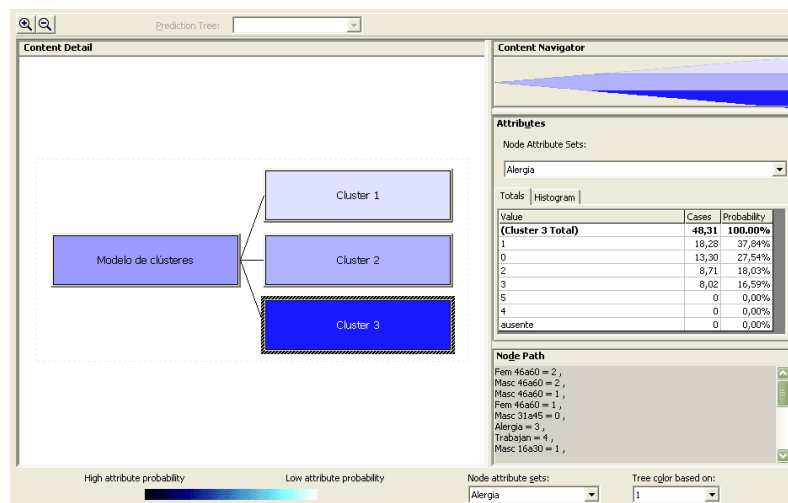 Prediction Tree:
Content Detail
Content Navigator
Modelo de clústeres
Cluster 1
Cluster 2
Cluster 3
Attributes
Node Attribute Sets:
Alergia
Totals Histogram
Value Cases Probability
(Cluster 3 Total) 48,31 100.00%
1 18,28 37,84%
0 13,30 27,54%
2 8,71 18,03%
3 8,02 16,59%
5 0 0,00%
4 0 0,00%
ausente 0 0,00%
Node Path
Fem 46a60 = 2 ,
Masc 46a60 = 2 ,
Masc 46a60 = 1 ,
Fem 46a60 = 1 ,
Masc 31a45 = 0 ,
Alergia = 3 ,
Trabajan = 4 ,
Masc 16a30 = 1 ,
High attribute probability Low attribute probability
Node attribute sets: Tree color based on:
Alergia 1